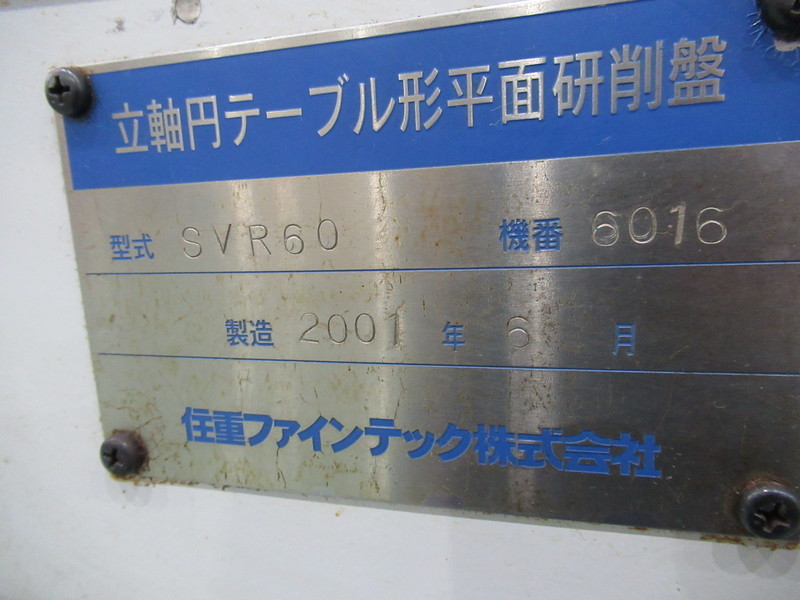 立軸円テーブル形平面研削盤
型式 SVR60 機番 6016
製造 2001 年 6 月
住重ファインテック株式会社